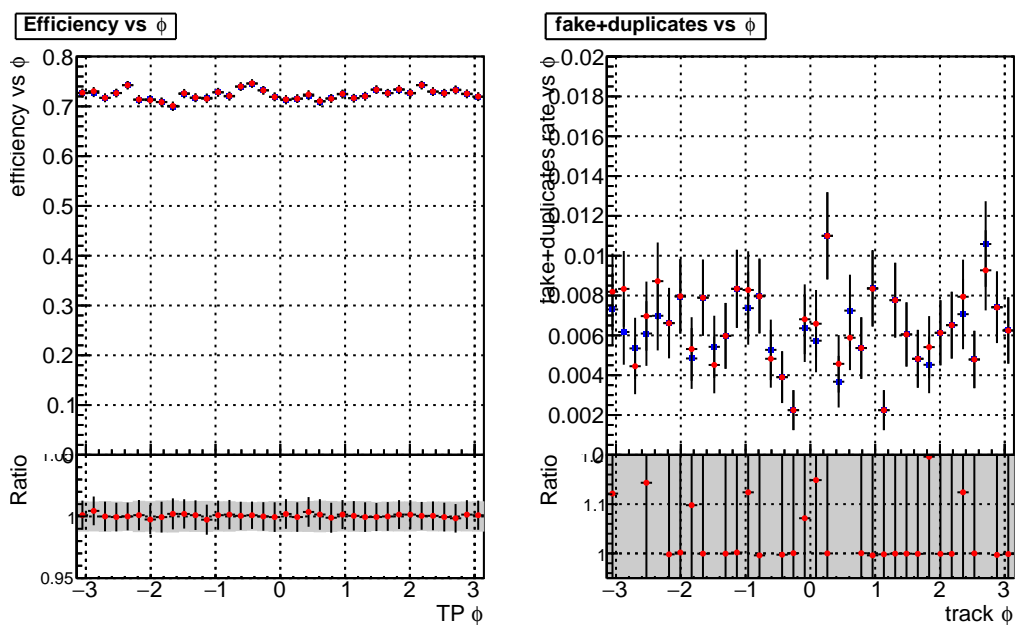 Efficiency vs ϕ
efficiency vs ϕ
0.8
0.7
0.6
0.5
0.4
0.3
0.2
0.1
0
Ratio
1
0.95
−3 −2 −1 0 1 2 3
TP ϕ
fake+duplicates vs ϕ
fake+duplicates rate vs ϕ
0.02
0.018
0.016
0.014
0.012
0.01
0.008
0.006
0.004
0.002
0
Ratio
1.1
1
−3 −2 −1 0 1 2 3
track ϕ